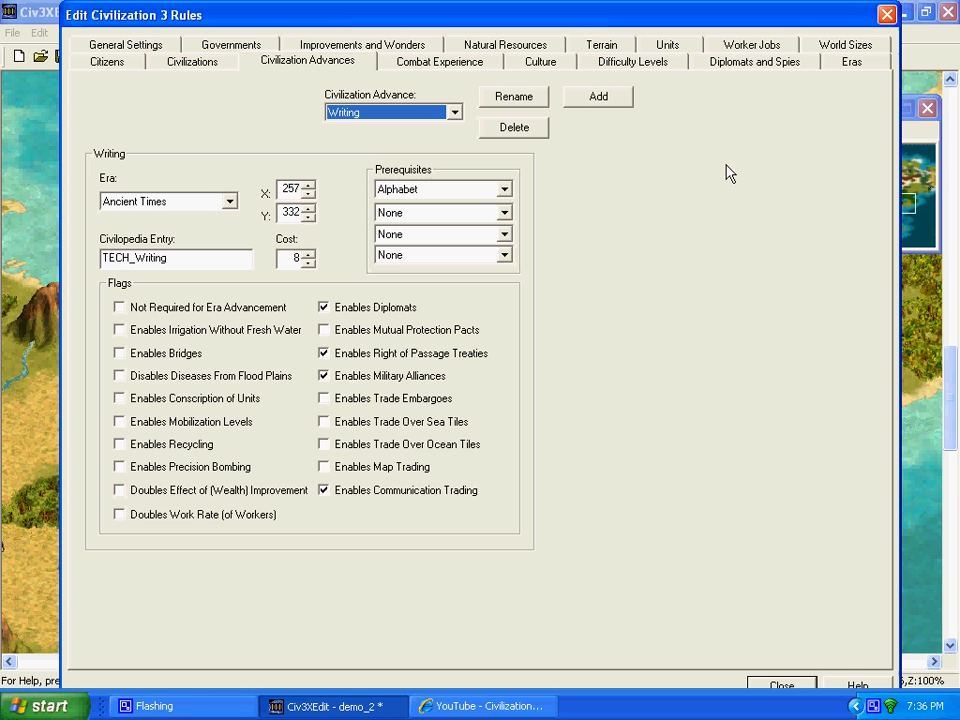 Civ3XE
Edit Civilization 3 Rules
File Edit
General Settings Governments Improvements and Wonders Natural Resources Terrain Units Worker Jobs World Sizes
Citizens Civilizations Civilization Advances Combat Experience Culture Difficulty Levels Diplomats and Spies Eras
Civilization Advance:
Writing
Rename
Add
Delete
Writing
Era:
Ancient Times
X: 257
Y: 332
Civilopedia Entry:
TECH_Writing
Cost:
8
Prerequisites
Alphabet
None
None
None
Flags
Not Required for Era Advancement
Enables Irrigation Without Fresh Water
Enables Bridges
Disables Diseases From Flood Plains
Enables Conscription of Units
Enables Mobilization Levels
Enables Recycling
Enables Precision Bombing
Doubles Effect of (Wealth) Improvement
Doubles Work Rate (of Workers)
Enables Diplomats
Enables Mutual Protection Pacts
Enables Right of Passage Treaties
Enables Military Alliances
Enables Trade Embargoes
Enables Trade Over Sea Tiles
Enables Trade Over Ocean Tiles
Enables Map Trading
Enables Communication Trading
Close Help
For Help, pre
,Z:100%
start Flashing Civ3XEdit - demo_2 * YouTube - Civilization... 7:36 PM